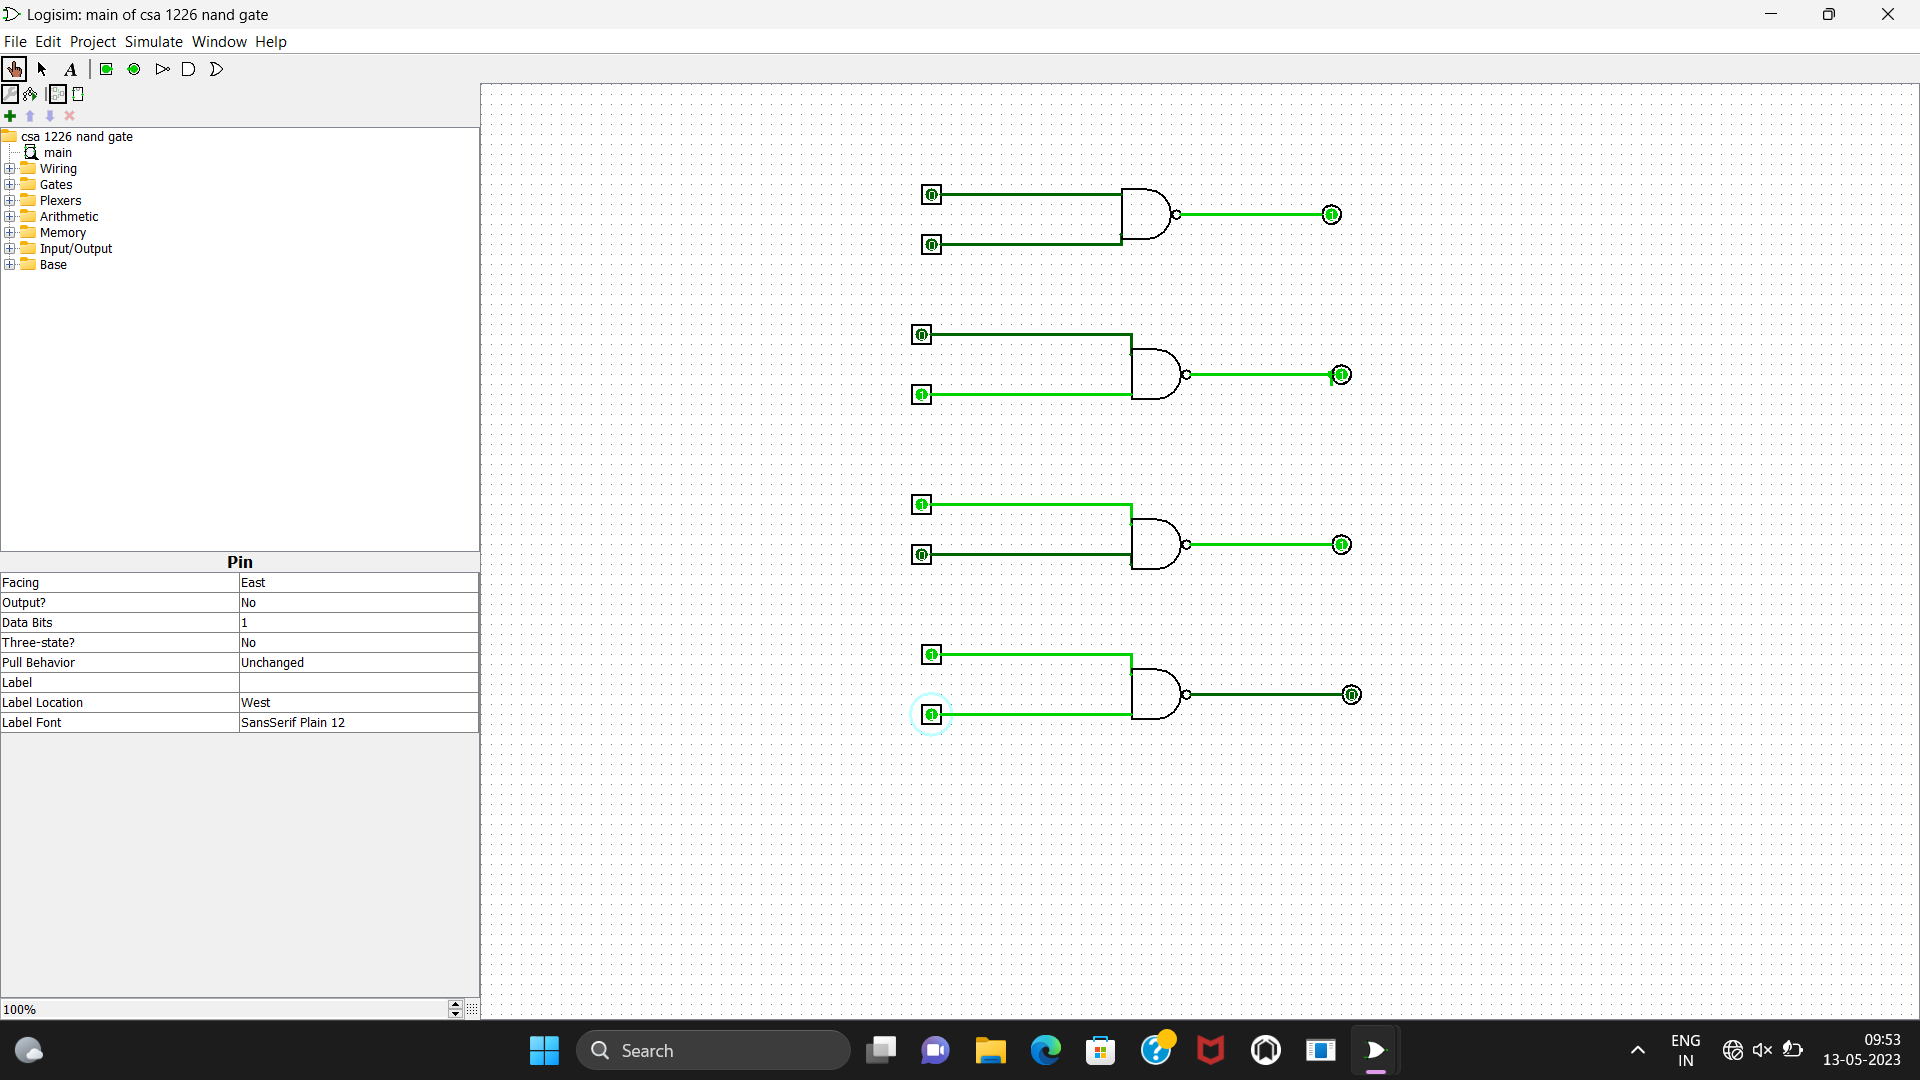 Logisim: main of csa 1226 nand gate
File Edit Project Simulate Window Help
A
csa 1226 nand gate
main
Wiring
Gates
Plexers
Arithmetic
Memory
Input/Output
Base
0
0
1
0
1
1
1
0
1
1
1
0
Pin
Facing East
Output? No
Data Bits 1
Three-state? No
Pull Behavior Unchanged
Label
Label Location West
Label Font SansSerif Plain 12
100%
Search
ENG
IN
09:53
13-05-2023